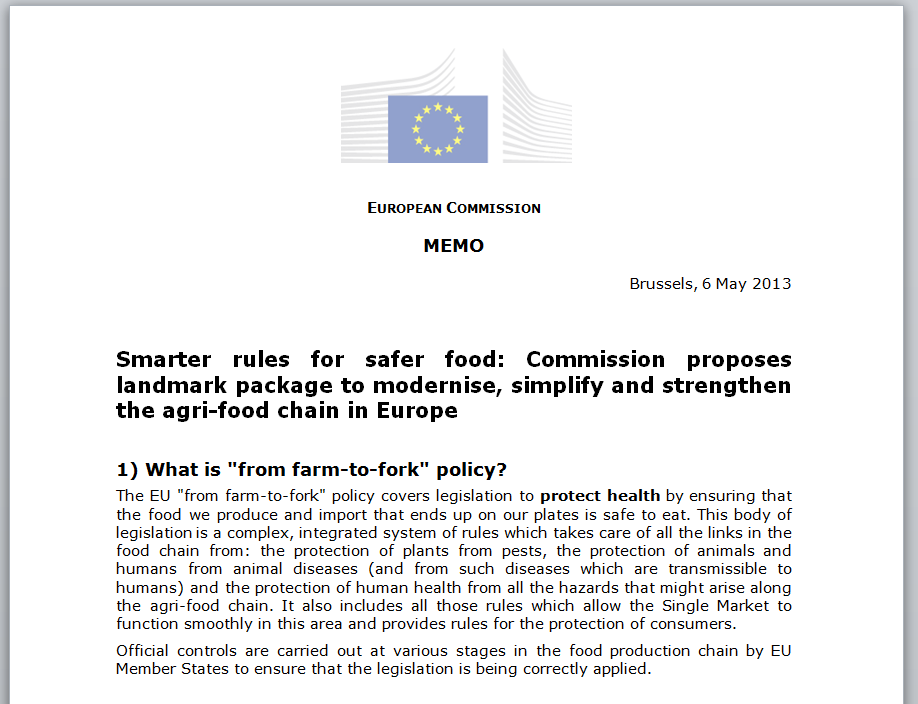 EUROPEAN COMMISSION
MEMO
Brussels, 6 May 2013
Smarter rules for safer food: Commission proposes
landmark package to modernise, simplify and strengthen
the agri-food chain in Europe
1) What is "from farm-to-fork" policy?
The EU "from farm-to-fork" policy covers legislation to protect health by ensuring that
the food we produce and import that ends up on our plates is safe to eat. This body of
legislation is a complex, integrated system of rules which takes care of all the links in the
food chain from: the protection of plants from pests, the protection of animals and
humans from animal diseases (and from such diseases which are transmissible to
humans) and the protection of human health from all the hazards that might arise along
the agri-food chain. It also includes all those rules which allow the Single Market to
function smoothly in this area and provides rules for the protection of consumers.
Official controls are carried out at various stages in the food production chain by EU
Member States to ensure that the legislation is being correctly applied.